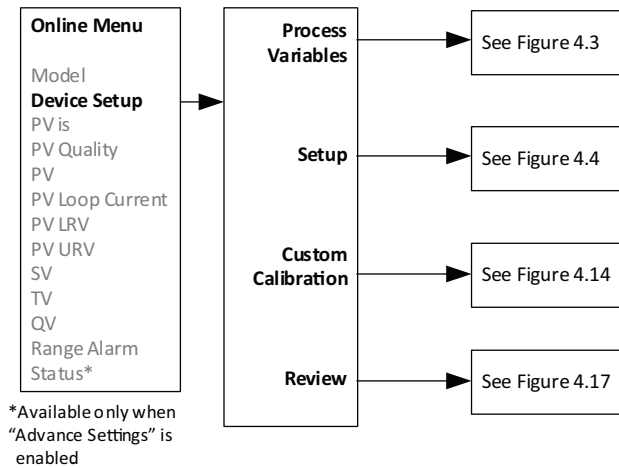 Online Menu
Model
Device Setup
PV is
PV Quality
PV
PV Loop Current
PV LRV
PV URV
SV
TV
QV
Range Alarm
Status*
*Available only when
“Advance Settings” is
enabled
Process
Variables
Setup
Custom
Calibration
Review
See Figure 4.3
See Figure 4.4
See Figure 4.14
See Figure 4.17